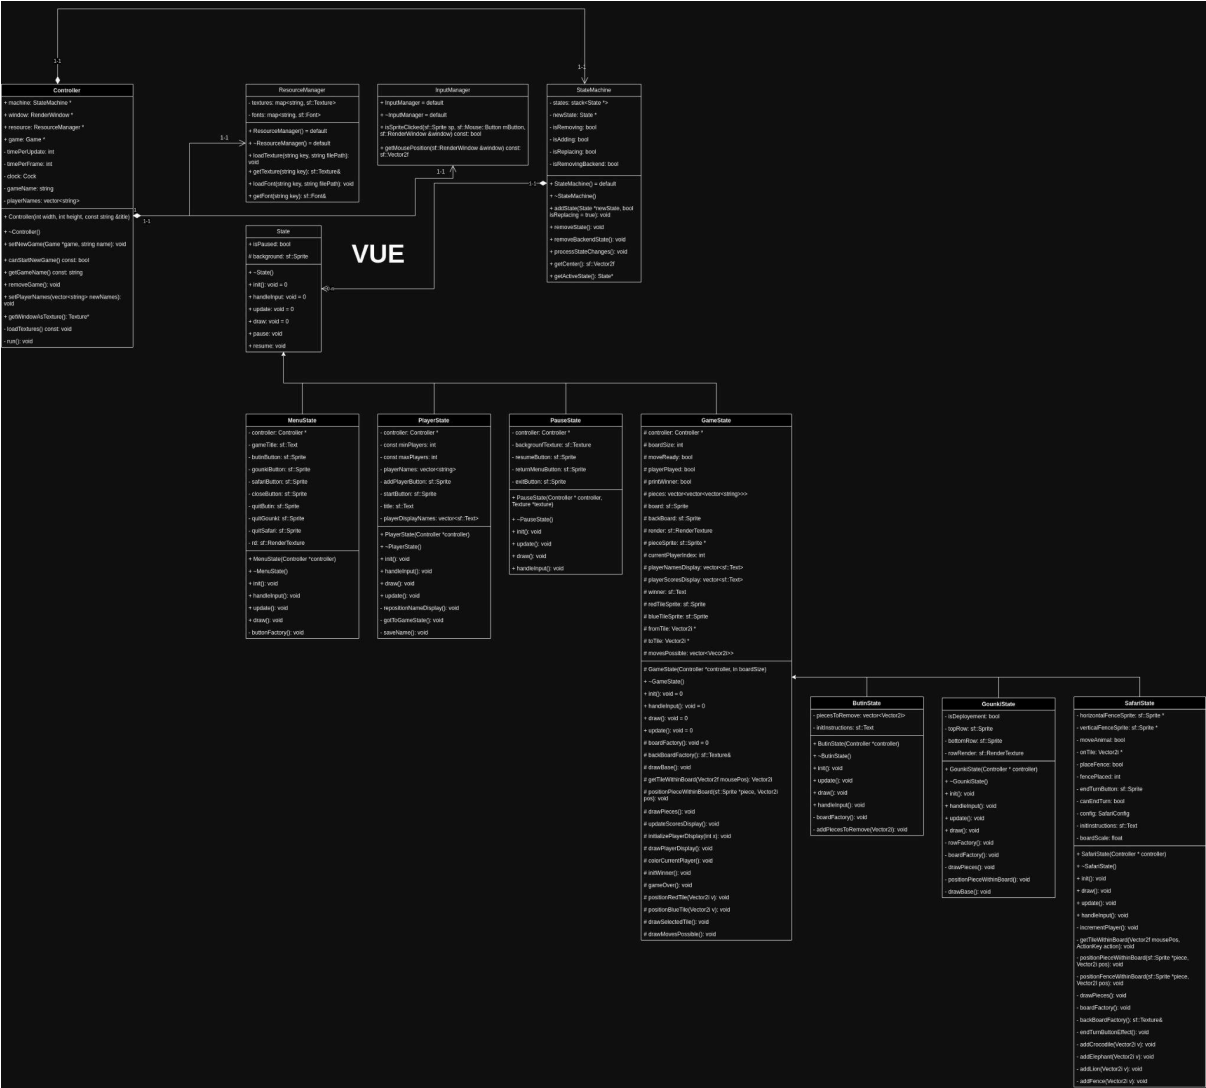 1-1
1-1
Controller
+ machine: StateMachine *
+ window: RenderWindow *
+ resource: ResourceManager *
+ game: Game *
- timePerUpdate: int
- timePerFrame: int
- clock: Cock
- gameName: string
- playerNames: vector<string>
+ Controller(int width, int height, const string &title)
+ ~Controller()
+ setNewGame(Game *game, string name): void
+ canStartNewGame() const: bool
+ getGameName() const: string
+ removeGame(): void
+ setPlayerNames(vector<string> newNames):
void
+ getWindowAsTexture(): Texture*
- loadTextures() const: void
- run(): void
1-1
1-1
1-1
ResourceManager
- textures: map<string, sf::Texture>
- fonts: map<string, sf::Font>
+ ResourceManager() = default
+ ~ResourceManager() = default
+ loadTexture(string key, string filePath):
void
+ getTexture(string key): sf::Texture&
+ loadFont(string key, string filePath): void
+ getFont(string key): sf::Font&
InputManager
+ InputManager = default
+ ~InputManager = default
+ isSpriteClicked(sf::Sprite sp, sf::Mouse::Button mButton,
sf::RenderWindow &window) const: bool
+ getMousePosition(sf::RenderWindow &window) const:
sf::Vector2f
StateMachine
- states: stack<State *>
- newState: State *
- isRemoving: bool
- isAdding: bool
- isReplacing: bool
- isRemovingBackend: bool
+ StateMachine() = default
+ ~StateMachine()
+ addState(State *newState, bool
isReplacing = true): void
+ removeState(): void
+ removeBackendState(): void
+ processStateChanges(): void
+ getCenter(): sf::Vector2f
+ getActiveState(): State*
1-1
VUE
State
+ isPaused: bool
# background: sf::Sprite
+ ~State()
+ init(): void = 0
+ handleInput: void = 0
+ update: void = 0
+ draw: void = 0
+ pause: void
+ resume: void
MenuState
- controller: Controller *
- gameTitle: sf::Text
- butinButton: sf::Sprite
- gounkiButton: sf::Sprite
- safariButton: sf::Sprite
- closeButton: sf::Sprite
- quitButin: sf::Sprite
- quitGounki: sf::Sprite
- quitSafari: sf::Sprite
- rd: sf::RenderTexture
+ MenuState(Controller *controller)
+ ~MenuState()
+ init(): void
+ handleInput(): void
+ update(): void
+ draw(): void
- buttonFactory(): void
PlayerState
- controller: Controller *
- const minPlayers: int
- const maxPlayers: int
- playerNames: vector<string>
- addPlayerButton: sf::Sprite
- startButton: sf::Sprite
- title: sf::Text
- playerDisplayNames: vector<sf::Text>
+ PlayerState(Controller *controller)
+ ~PlayerState()
+ init(): void
+ handleInput(): void
+ draw(): void
+ update(): void
- repositionNameDisplay(): void
- gotToGameState(): void
- saveName(): void
PauseState
- controller: Controller *
- backgrounfTexture: sf::Texture
- resumeButton: sf::Sprite
- returnMenuButton: sf::Sprite
- exitButton: sf::Sprite
+ PauseState(Controller * controller,
Texture *texture)
+ ~PauseState()
+ init(): void
+ update(): void
+ draw(): void
+ handleInput(): void
GameState
# controller: Controller *
# boardSize: int
# moveReady: bool
# playerPlayed: bool
# printWinner: bool
# pieces: vector<vector<vector<string>>>
# board: sf::Sprite
# backBoard: sf::Sprite
# render: sf::RenderTexture
# pieceSprite: sf::Sprite *
# currentPlayerIndex: int
# playerNamesDisplay: vector<sf::Text>
# playerScoresDisplay: vector<sf::Text>
# winner: sf::Text
# redTileSprite: sf::Sprite
# blueTileSprite: sf::Sprite
# fromTile: Vector2i *
# toTile: Vector2i *
# movesPossible: vector<Vecor2i>>
# GameState(Controller *controller, in boardSize)
+ ~GameState()
+ init(): void = 0
+ handleInput(): void = 0
+ draw(): void = 0
+ update(): void = 0
# boardFactory(): void = 0
# backBoardFactory(): sf::Texture&
# drawBase(): void
# getTileWithinBoard(Vector2f mousePos): Vector2i
# positionPieceWithinBoard(sf::Sprite *piece, Vector2i
pos): void
# drawPieces(): void
# updateScoresDisplay(): void
# initializePlayerDisplay(int x): void
# drawPlayerDisplay(): void
# colorCurrentPlayer(): void
# initWinner(): void
# gameOver(): void
# positionRedTile(Vector2i v): void
# positionBlueTile(Vector2i v): void
# drawSelectedTile(): void
# drawMovesPossible(): void
ButinState
- piecesToRemove: vector<Vector2i>
- initInstructions: sf::Text
+ ButinState(Controller *controller)
+ ~ButinState()
+ init(): void
+ update(): void
+ draw(): void
+ handleInput(): void
- boardFactory(): void
- addPiecesToRemove(Vector2i): void
GounkiState
- isDeployement: bool
- topRow: sf::Sprite
- bottomRow: sf::Sprite
- rowRender: sf::RenderTexture
+ GounkiState(Controller * controller)
+ ~GounkiState()
+ init(): void
+ handleInput(): void
+ update(): void
+ draw(): void
- rowFactory(): void
- boardFactory(): void
- drawPieces(): void
- positionPieceWithinBoard(): void
- drawBase(): void
SafariState
- horizontalFenceSprite: sf::Sprite *
- verticalFenceSprite: sf::Sprite *
- moveAnimal: bool
- onTile: Vector2i *
- placeFence: bool
- fencePlaced: int
- endTurnButton: sf::Sprite
- canEndTurn: bool
- config: SafariConfig
- initInstructions: sf::Text
- boardScale: float
+ SafariState(Controller * controller)
+ ~SafariState()
+ init(): void
+ draw(): void
+ update(): void
+ handleInput(): void
- incrementPlayer(): void
- getTileWithinBoard(Vector2f mousePos,
ActionKey action): void
- positionPieceWithinBoard(sf::Sprite *piece,
Vector2i pos): void
- positionFenceWithinBoard(sf::Sprite *piece,
Vector2i pos): void
- drawPieces(): void
- boardFactory(): void
- backBoardFactory(): sf::Texture&
- endTurnButtonEffect(): void
- addCrocodile(Vector2i v): void
- addElephant(Vector2i v): void
- addLion(Vector2i v): void
- addFence(Vector2i v): void